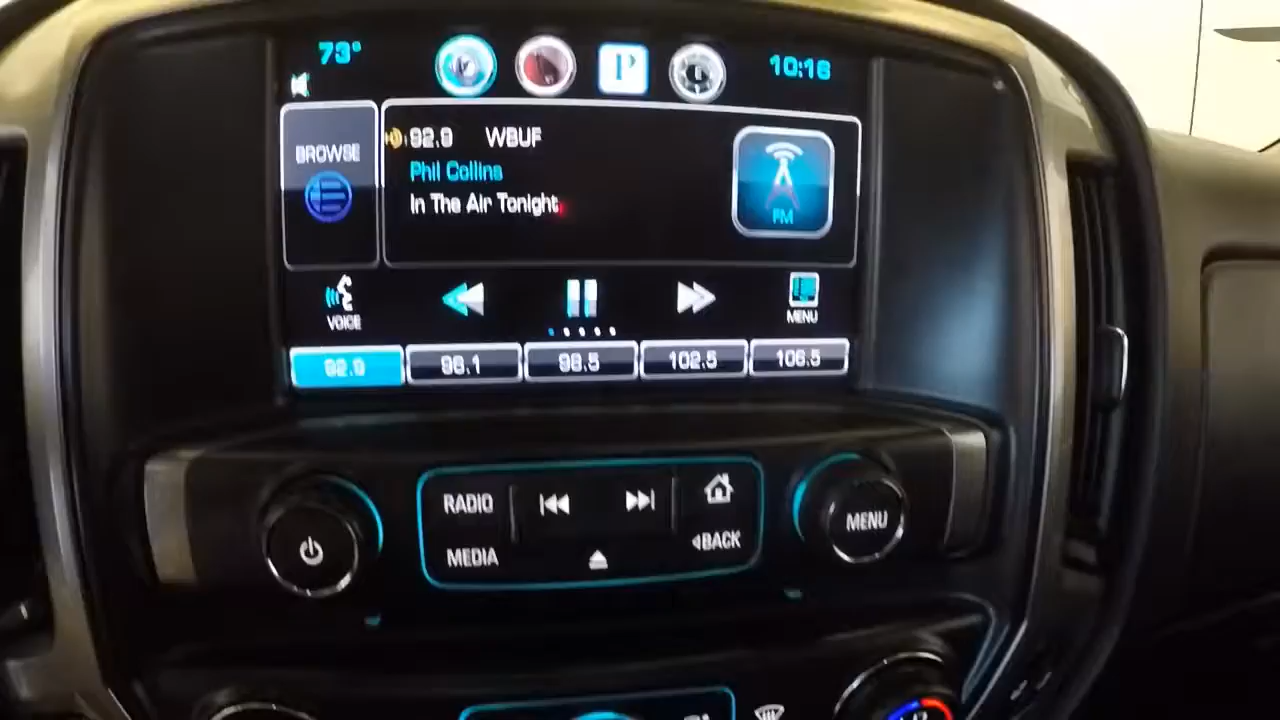 73°
P
10:16
BROWSE
92.9 WBUF
Phil Collins
In The Air Tonight
FM
VOICE
MENU
92.9
96.1
98.5
102.5
106.5
RADIO
MEDIA
BACK
MENU